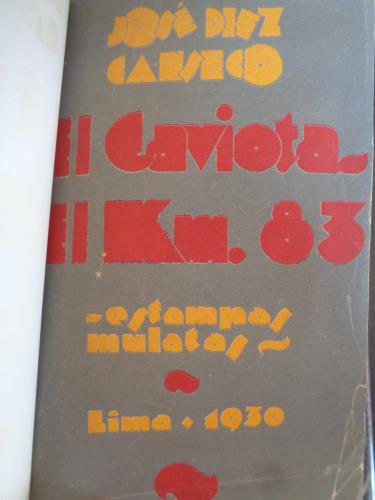 JOSÉ DIEZ
CANSECO
El Gaviota
El Km. 83
-estampas
mulatas~
Lima • 1930